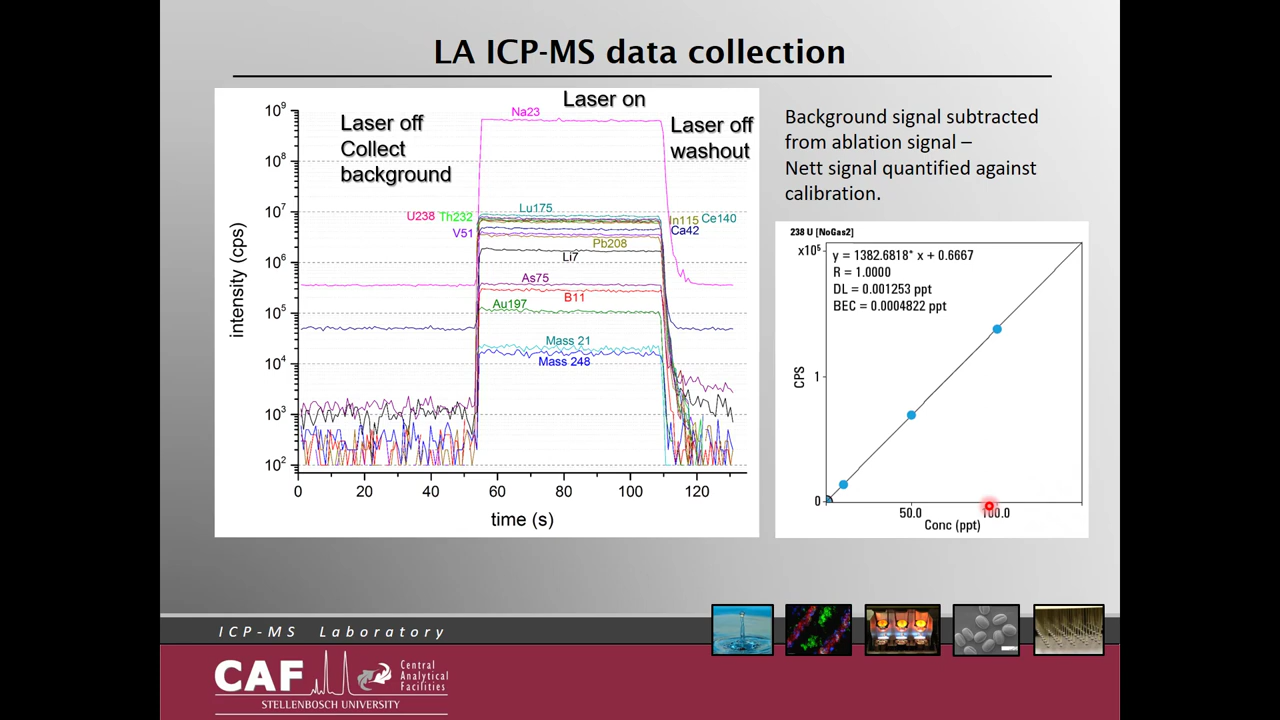 LA ICP-MS data collection
Laser off
Collect
background
Laser on
Laser off
washout
10⁹
10⁸
10⁷
10⁶
10⁵
10⁴
10³
10²
intensity (cps)
Na23
Lu175
U238 Th232
In115 Ce140
V51
Ca42
Pb208
Li7
As75
B11
Au197
Mass 21
Mass 248
0 20 40 60 80 100 120
time (s)
Background signal subtracted
from ablation signal –
Nett signal quantified against
calibration.
238 U [NoGas2]
x10⁵
y = 1382.6818* x + 0.6667
R = 1.0000
DL = 0.001253 ppt
BEC = 0.0004822 ppt
CPS
1
0
50.0 100.0
Conc (ppt)
ICP-MS Laboratory
CAF
Central
Analytical
Facilities
STELLENBOSCH UNIVERSITY